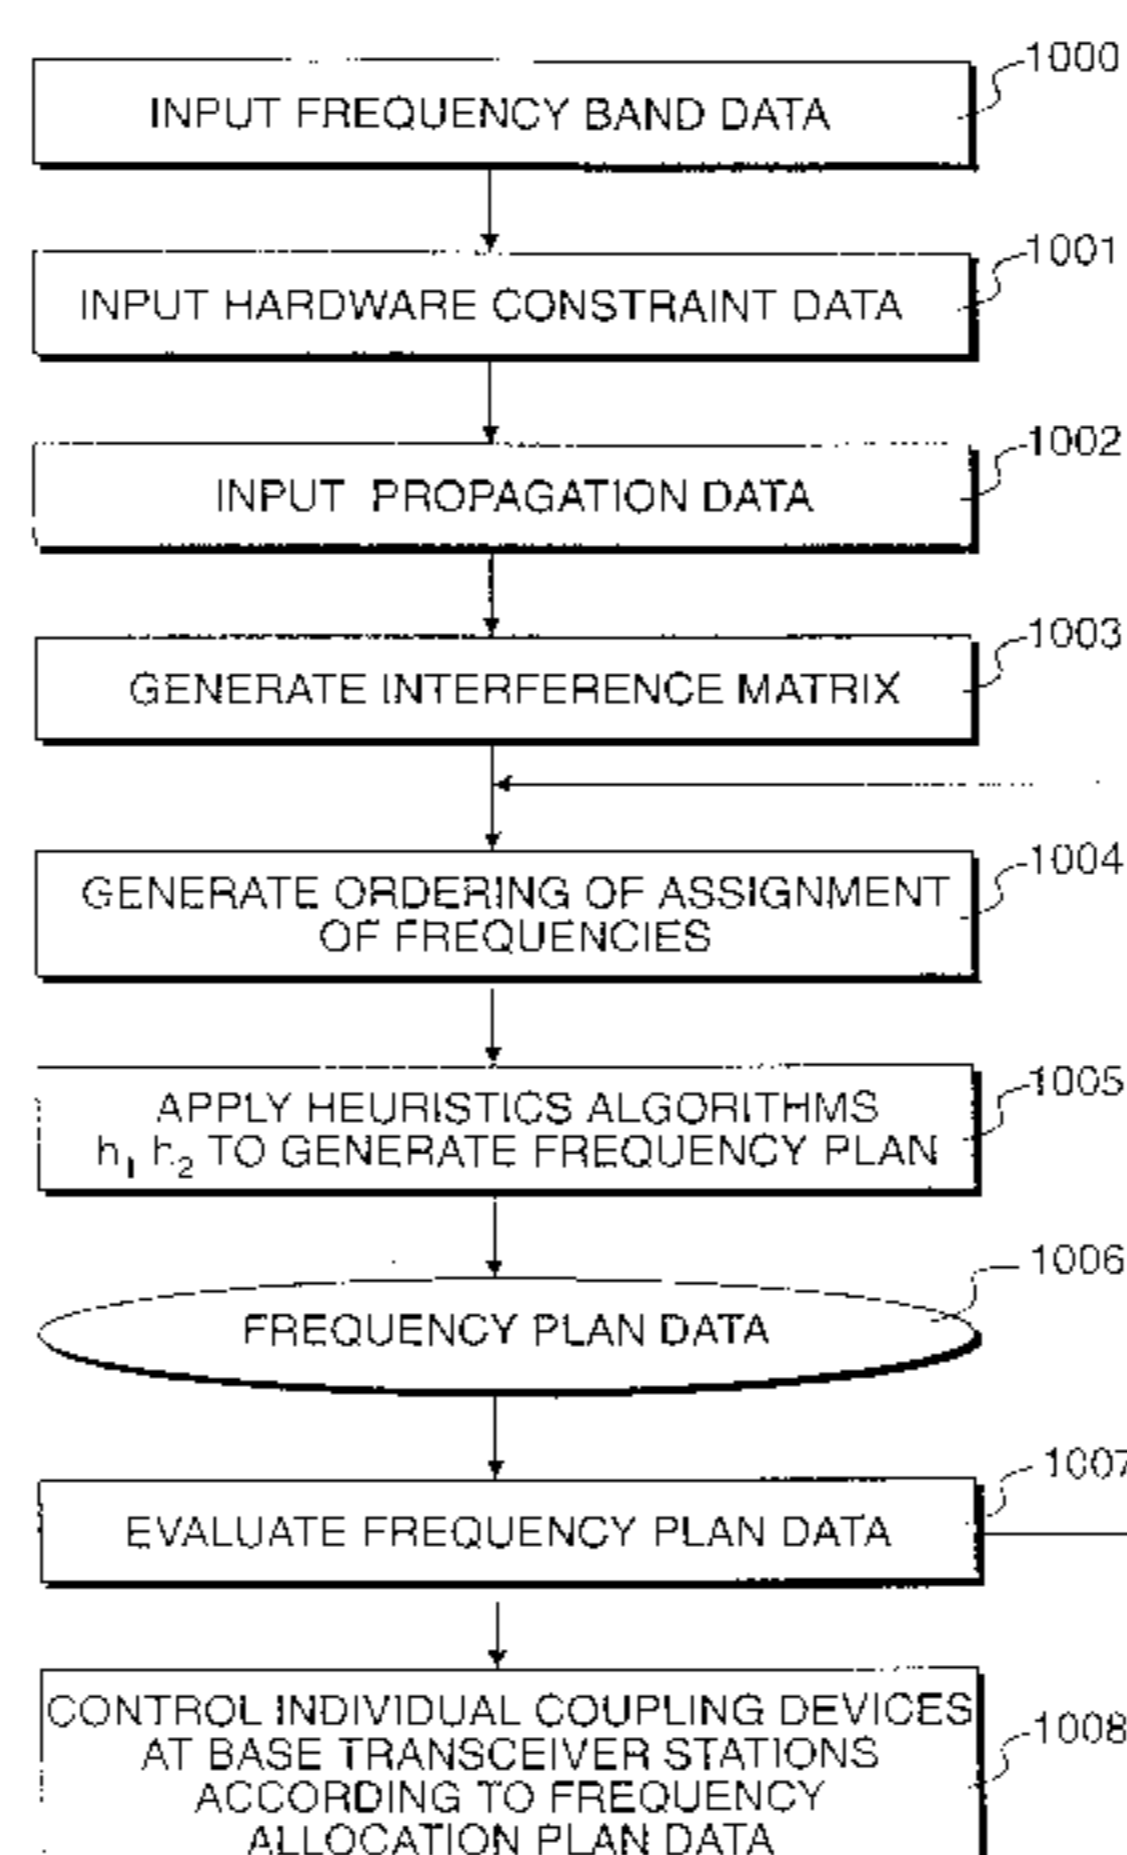 1000
INPUT FREQUENCY BAND DATA
1001
INPUT HARDWARE CONSTRAINT DATA
1002
INPUT PROPAGATION DATA
1003
GENERATE INTERFERENCE MATRIX
1004
GENERATE ORDERING OF ASSIGNMENT
OF FREQUENCIES
1005
APPLY HEURISTICS ALGORITHMS
h₁ h₂ TO GENERATE FREQUENCY PLAN
1006
FREQUENCY PLAN DATA
1007
EVALUATE FREQUENCY PLAN DATA
1008
CONTROL INDIVIDUAL COUPLING DEVICES
AT BASE TRANSCEIVER STATIONS
ACCORDING TO FREQUENCY
ALLOCATION PLAN DATA